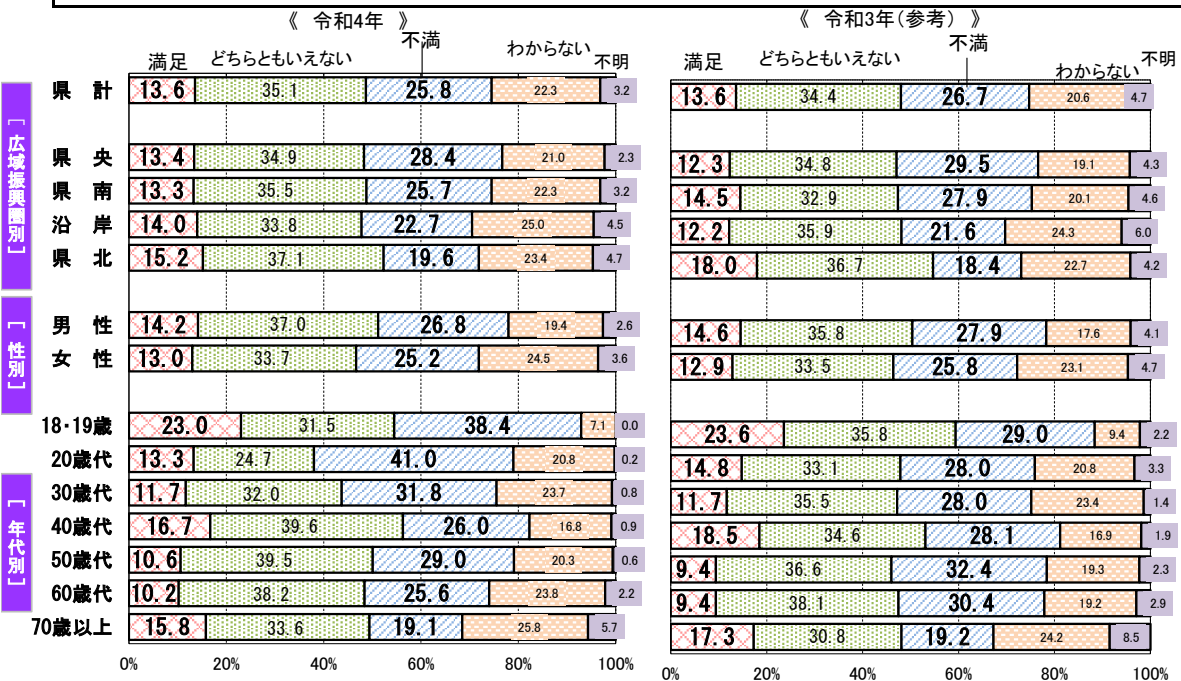 《 令和4年 》
満足 どちらともいえない 不満 わからない 不明
[ 広域振興圏別 ]
県 計 13.6 35.1 25.8 22.3 3.2
県 央 13.4 34.9 28.4 21.0 2.3
県 南 13.3 35.5 25.7 22.3 3.2
沿 岸 14.0 33.8 22.7 25.0 4.5
県 北 15.2 37.1 19.6 23.4 4.7
[ 性別 ]
男 性 14.2 37.0 26.8 19.4 2.6
女 性 13.0 33.7 25.2 24.5 3.6
[ 年代別 ]
18・19歳 23.0 31.5 38.4 7.1 0.0
20歳代 13.3 24.7 41.0 20.8 0.2
30歳代 11.7 32.0 31.8 23.7 0.8
40歳代 16.7 39.6 26.0 16.8 0.9
50歳代 10.6 39.5 29.0 20.3 0.6
60歳代 10.2 38.2 25.6 23.8 2.2
70歳以上 15.8 33.6 19.1 25.8 5.7
0% 20% 40% 60% 80% 100%
《 令和3年(参考) 》
満足 どちらともいえない 不満 わからない 不明
13.6 34.4 26.7 20.6 4.7
12.3 34.8 29.5 19.1 4.3
14.5 32.9 27.9 20.1 4.6
12.2 35.9 21.6 24.3 6.0
18.0 36.7 18.4 22.7 4.2
14.6 35.8 27.9 17.6 4.1
12.9 33.5 25.8 23.1 4.7
23.6 35.8 29.0 9.4 2.2
14.8 33.1 28.0 20.8 3.3
11.7 35.5 28.0 23.4 1.4
18.5 34.6 28.1 16.9 1.9
9.4 36.6 32.4 19.3 2.3
9.4 38.1 30.4 19.2 2.9
17.3 30.8 19.2 24.2 8.5
0% 20% 40% 60% 80% 100%